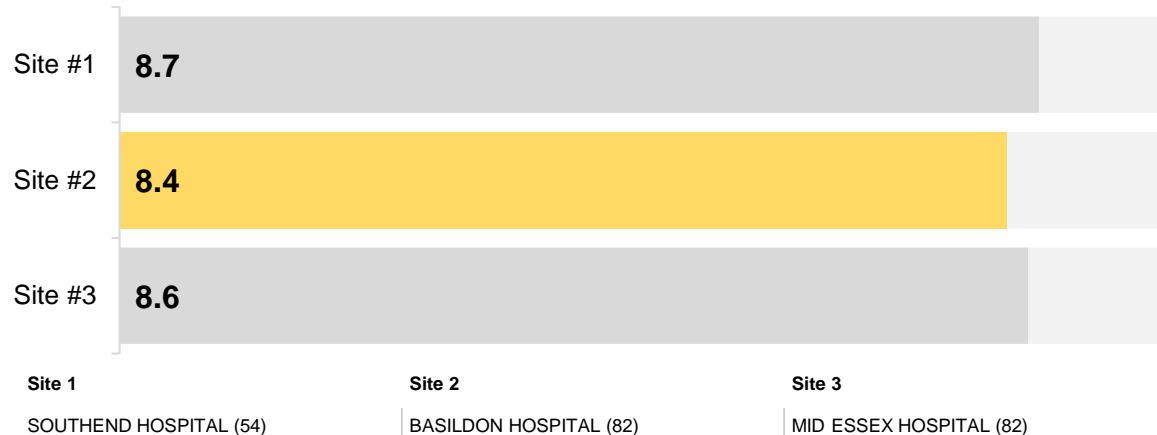 Site #1 8.7
Site #2 8.4
Site #3 8.6
Site 1 Site 2 Site 3
SOUTHEND HOSPITAL (54) BASILDON HOSPITAL (82) MID ESSEX HOSPITAL (82)